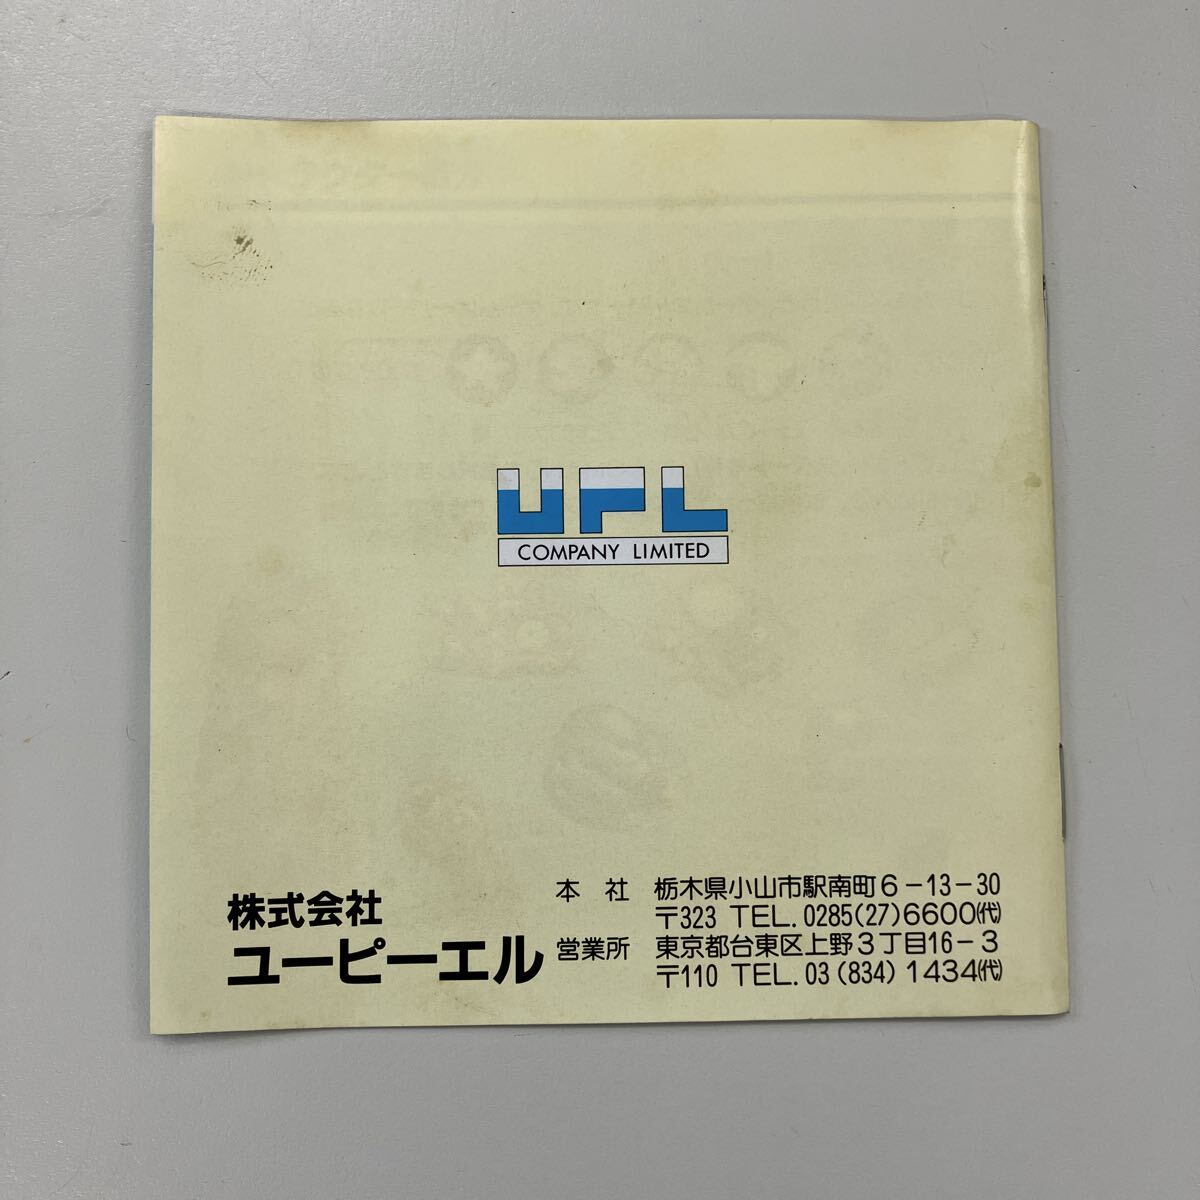 UPL
COMPANY LIMITED
株式会社
ユーピーエル
本社 栃木県小山市駅南町6-13-30
〒323 TEL.0285(27)6600(代)
営業所 東京都台東区上野3丁目16-3
〒110 TEL.03(834)1434(代)